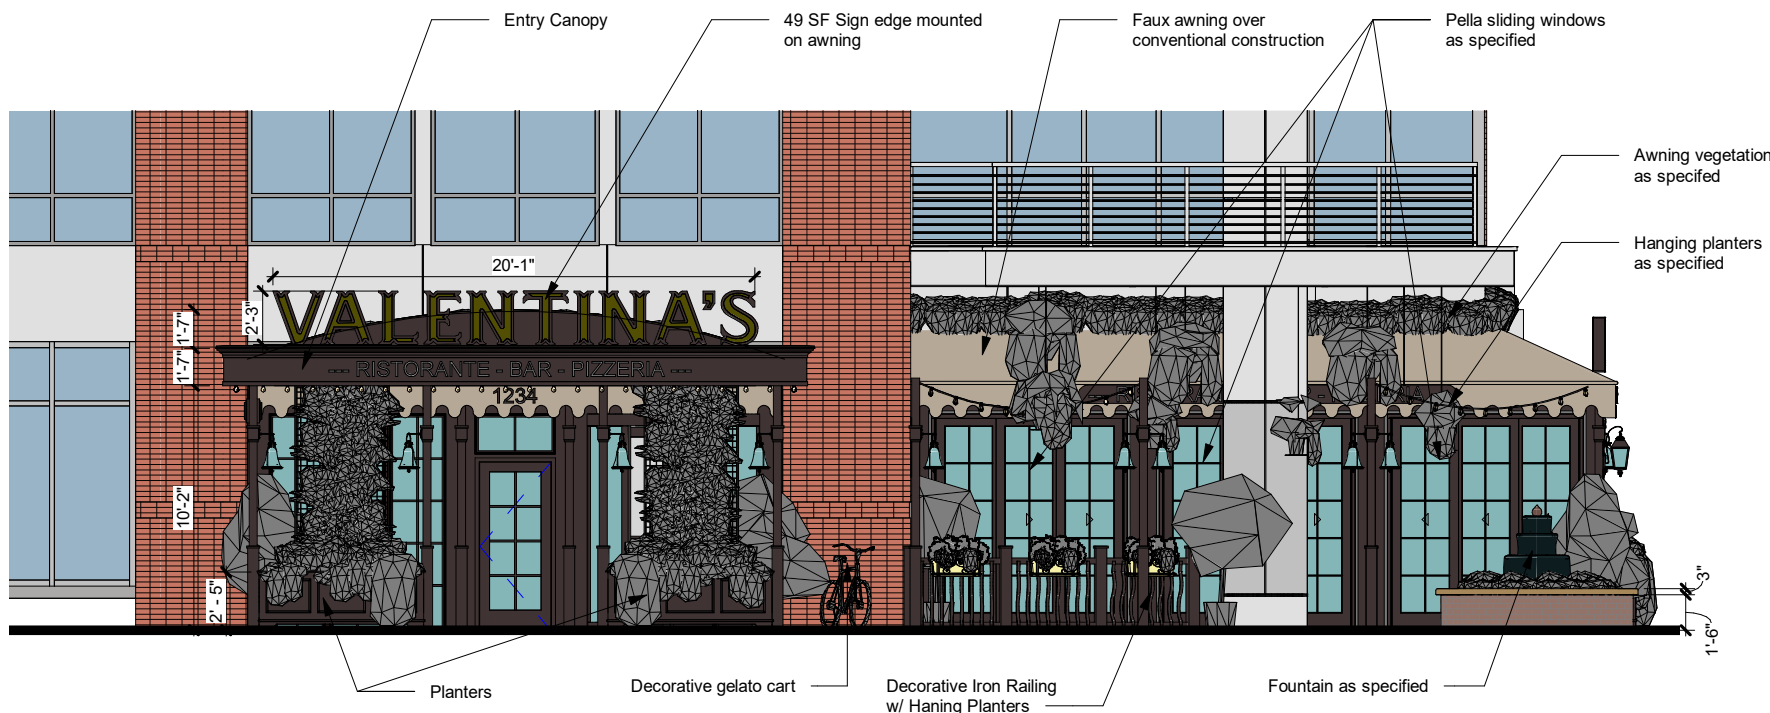 Entry Canopy
49 SF Sign edge mounted
on awning
Faux awning over
conventional construction
Pella sliding windows
as specified
Awning vegetation
as specifed
Hanging planters
as specified
20'-1"
2'-3"
1'-7"
1'-7"
VALENTINA'S
--- RISTORANTE - BAR - PIZZERIA ---
1234
10'-2"
2' - 5"
3"
1'-6"
Planters
Decorative gelato cart
Decorative Iron Railing
w/ Haning Planters
Fountain as specified